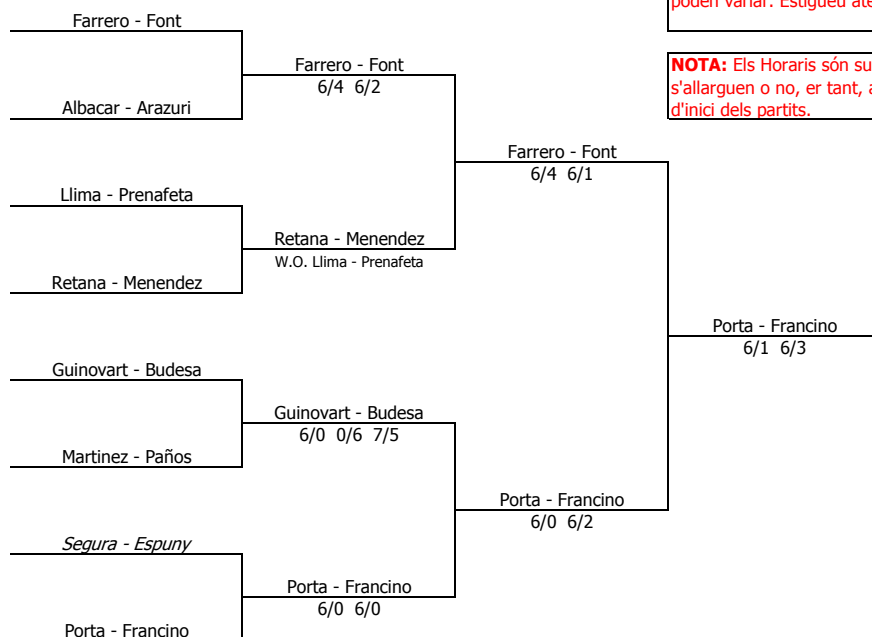 poden variar. Estigueu
Farrero - Font
Farrero - Font
6/4 6/2
NOTA: Els Horaris són
s'allarguen o no, er tant,
d'inici dels partits.
Albacar - Arazuri
Farrero - Font
6/4 6/1
Llima - Prenafeta
Retana - Menendez
W.O. Llima - Prenafeta
Retana - Menendez
Porta - Francino
6/1 6/3
Guinovart - Budesa
Guinovart - Budesa
6/0 0/6 7/5
Martinez - Paños
Porta - Francino
6/0 6/2
Segura - Espuny
Porta - Francino
6/0 6/0
Porta - Francino